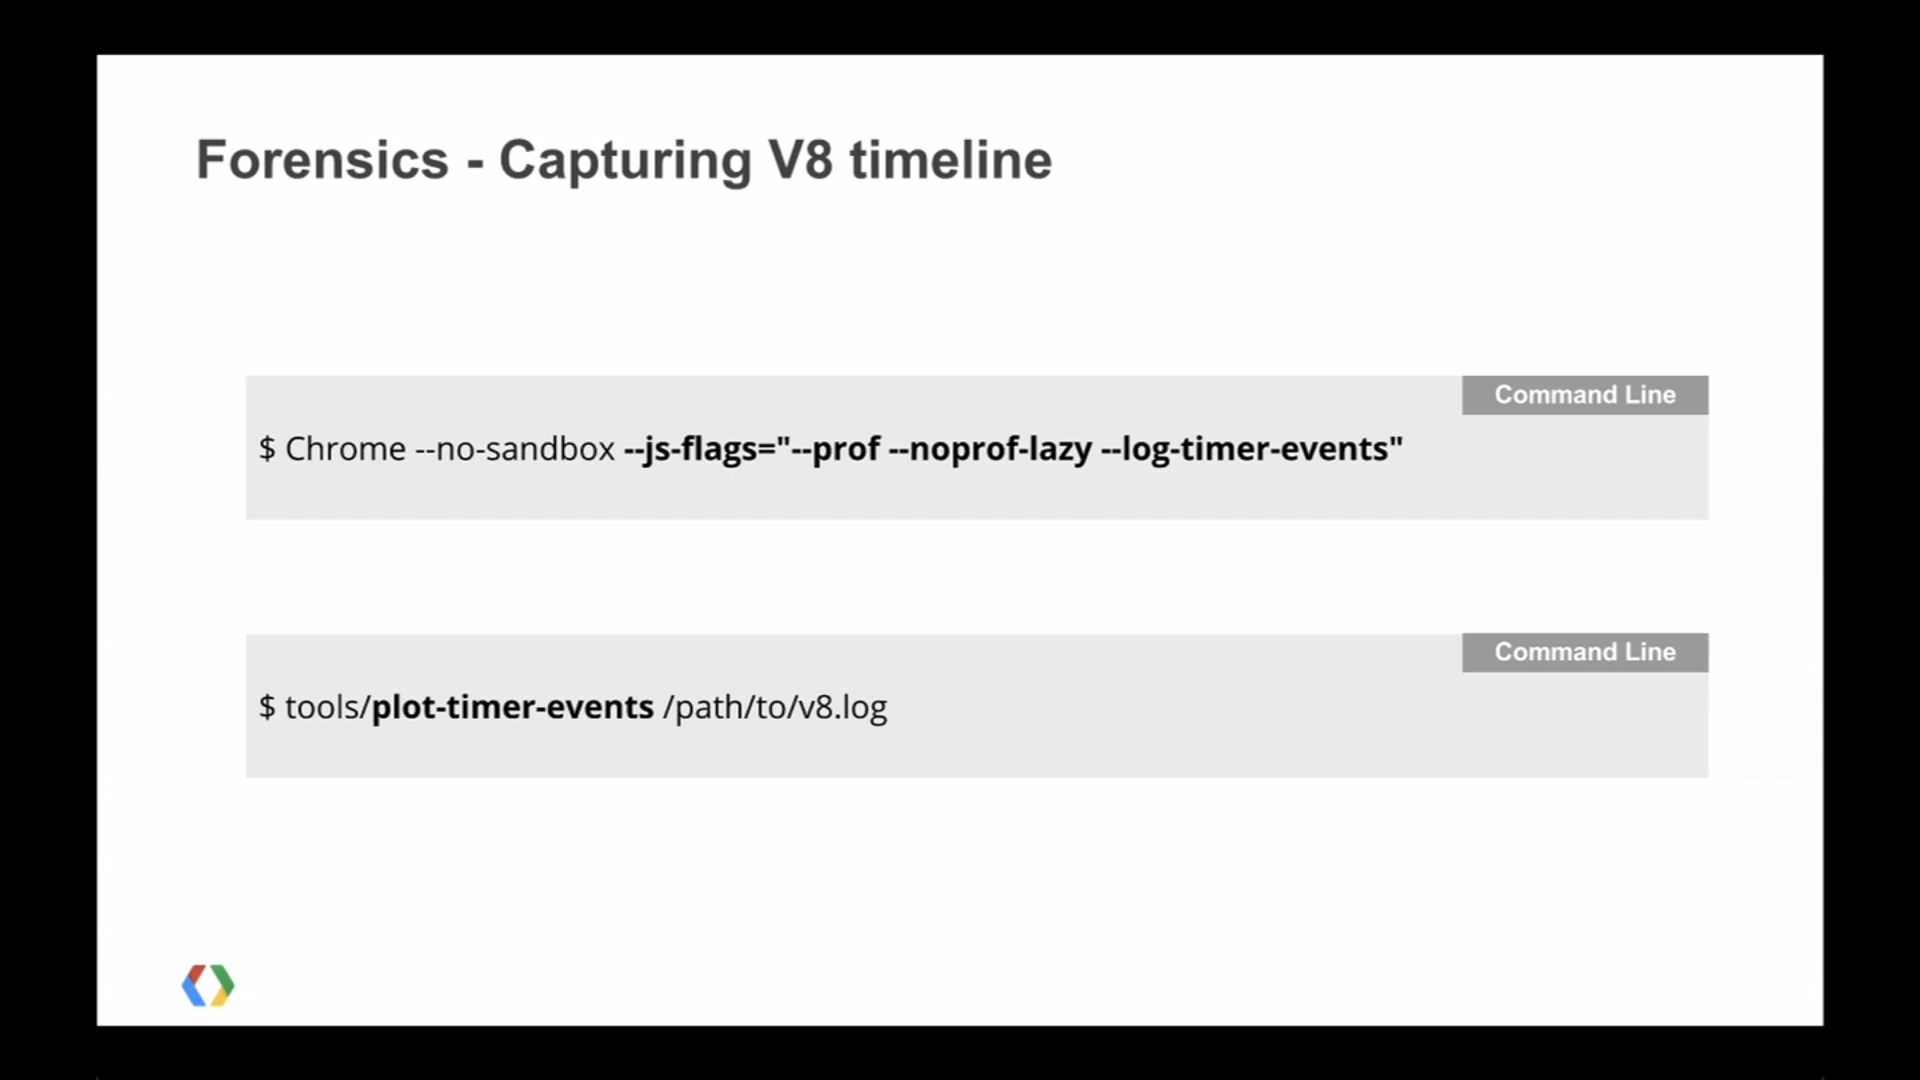 Forensics - Capturing V8 timeline
Command Line
$ Chrome --no-sandbox --js-flags="--prof --noprof-lazy --log-timer-events"
Command Line
$ tools/plot-timer-events /path/to/v8.log